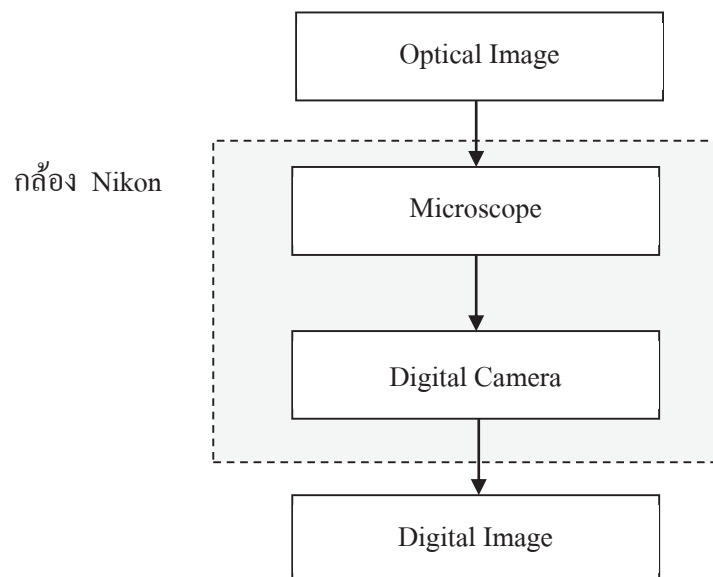 Optical Image
กล้อง Nikon
Microscope
Digital Camera
Digital Image